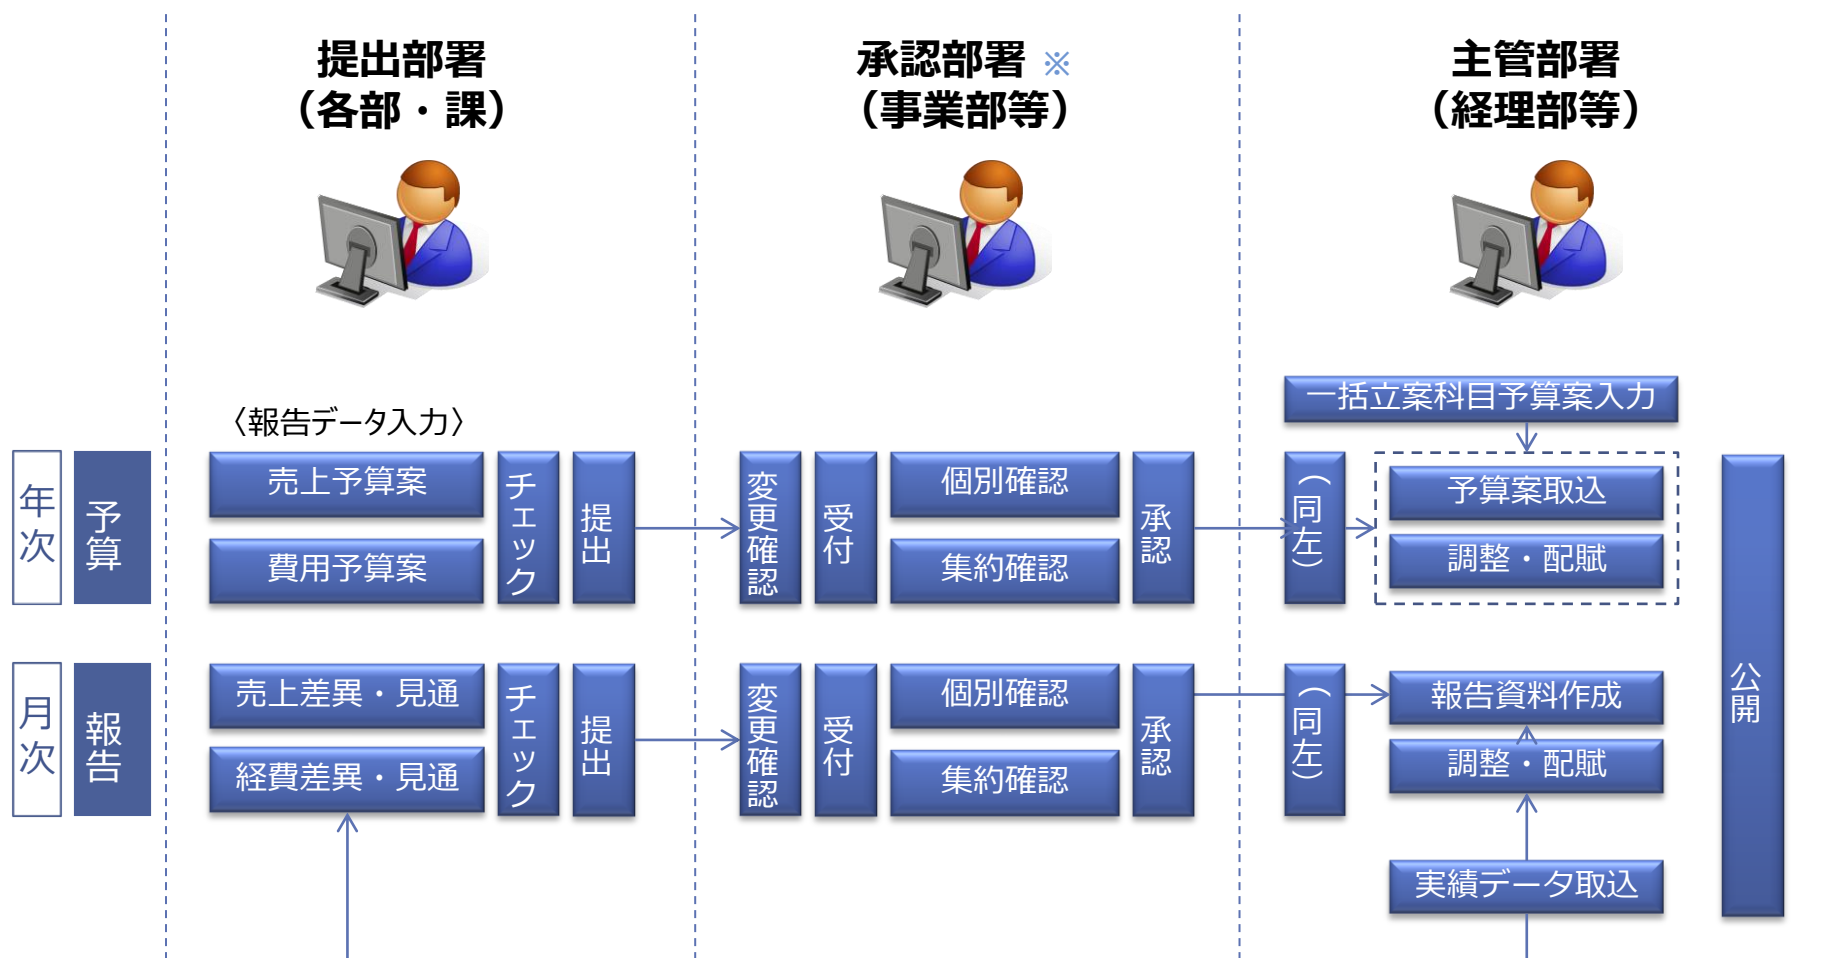 提出部署
（各部・課）
承認部署 ※
（事業部等）
主管部署
（経理部等）
〈報告データ入力〉
一括立案科目予算案入力
年次
予算
売上予算案
費用予算案
チェック
提出
変更確認
受付
個別確認
集約確認
承認
（同左）
予算案取込
調整・配賦
月次
報告
売上差異・見通
経費差異・見通
チェック
提出
変更確認
受付
個別確認
集約確認
承認
（同左）
報告資料作成
調整・配賦
実績データ取込
公開